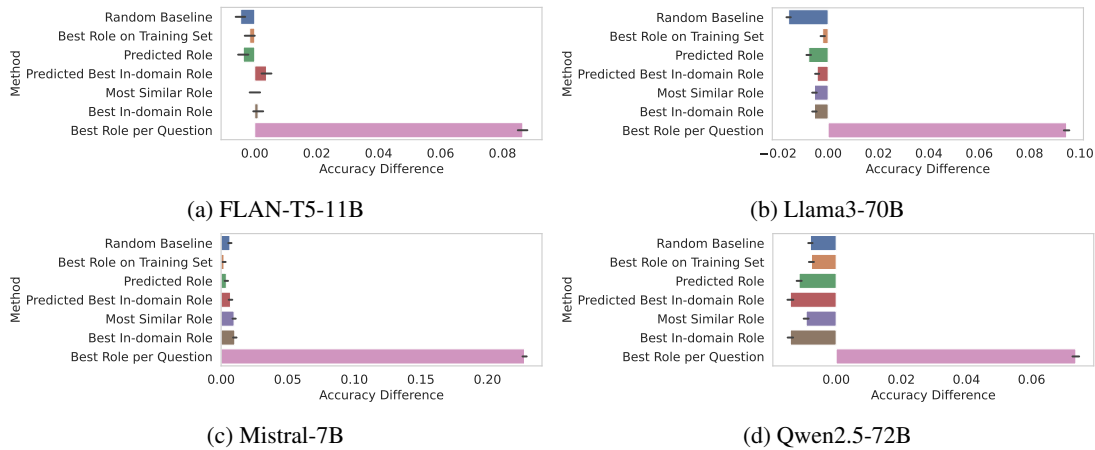 Random Baseline
Best Role on Training Set
Predicted Role
Predicted Best In-domain Role
Most Similar Role
Best In-domain Role
Best Role per Question
Method
0.00 0.02 0.04 0.06 0.08
Accuracy Difference
(a) FLAN-T5-11B
Random Baseline
Best Role on Training Set
Predicted Role
Predicted Best In-domain Role
Most Similar Role
Best In-domain Role
Best Role per Question
Method
−0.02 0.00 0.02 0.04 0.06 0.08 0.10
Accuracy Difference
(b) Llama3-70B
Random Baseline
Best Role on Training Set
Predicted Role
Predicted Best In-domain Role
Most Similar Role
Best In-domain Role
Best Role per Question
Method
0.00 0.05 0.10 0.15 0.20
Accuracy Difference
(c) Mistral-7B
Random Baseline
Best Role on Training Set
Predicted Role
Predicted Best In-domain Role
Most Similar Role
Best In-domain Role
Best Role per Question
Method
0.00 0.02 0.04 0.06
Accuracy Difference
(d) Qwen2.5-72B